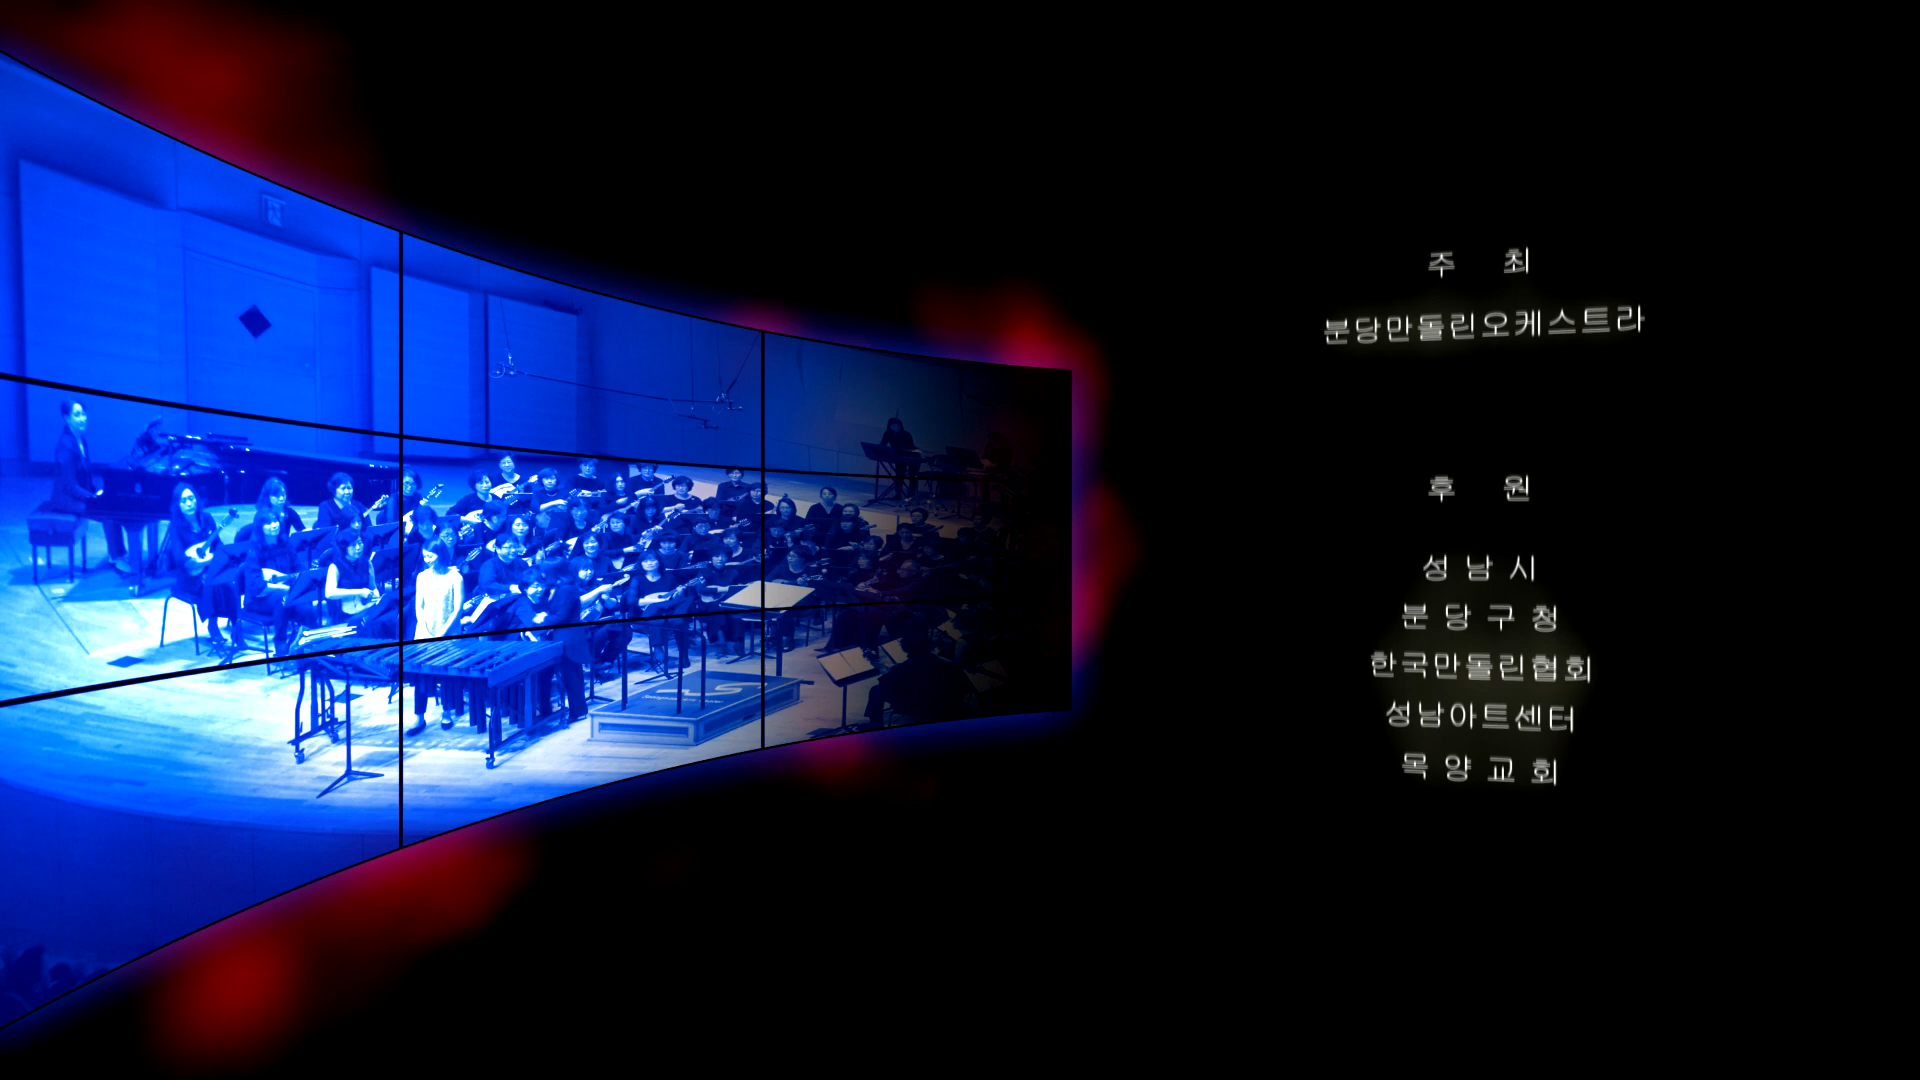 주 최
분당만돌린오케스트라
후 원
성남시
분당구청
한국만돌린협회
성남아트센터
목양교회